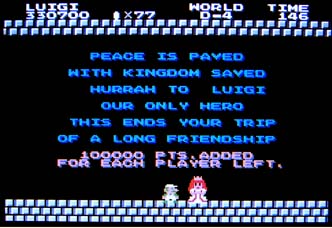 LUIGI WORLD TIME
330700 ×77 D-4 146
PEACE IS PAVED
WITH KINGDOM SAVED
HURRAH TO LUIGI
OUR ONLY HERO
THIS ENDS YOUR TRIP
OF A LONG FRIENDSHIP
100000 PTS.ADDED
FOR EACH PLAYER LEFT.